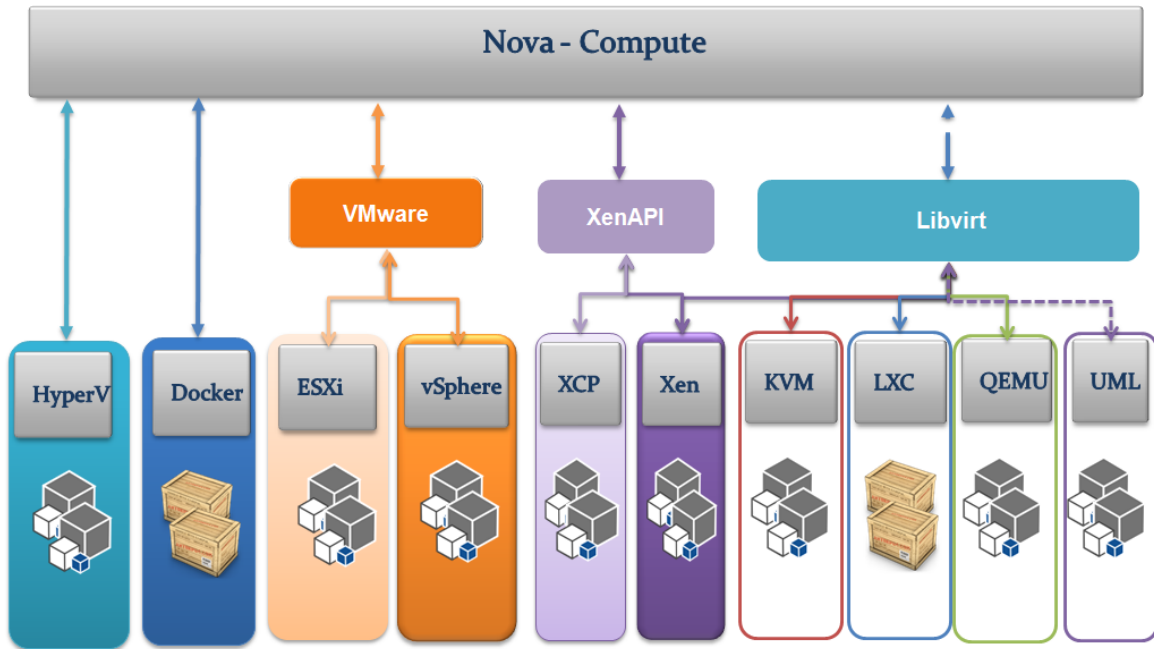 Nova - Compute
VMware
XenAPI
Libvirt
HyperV
Docker
ESXi
vSphere
XCP
Xen
KVM
LXC
QEMU
UML